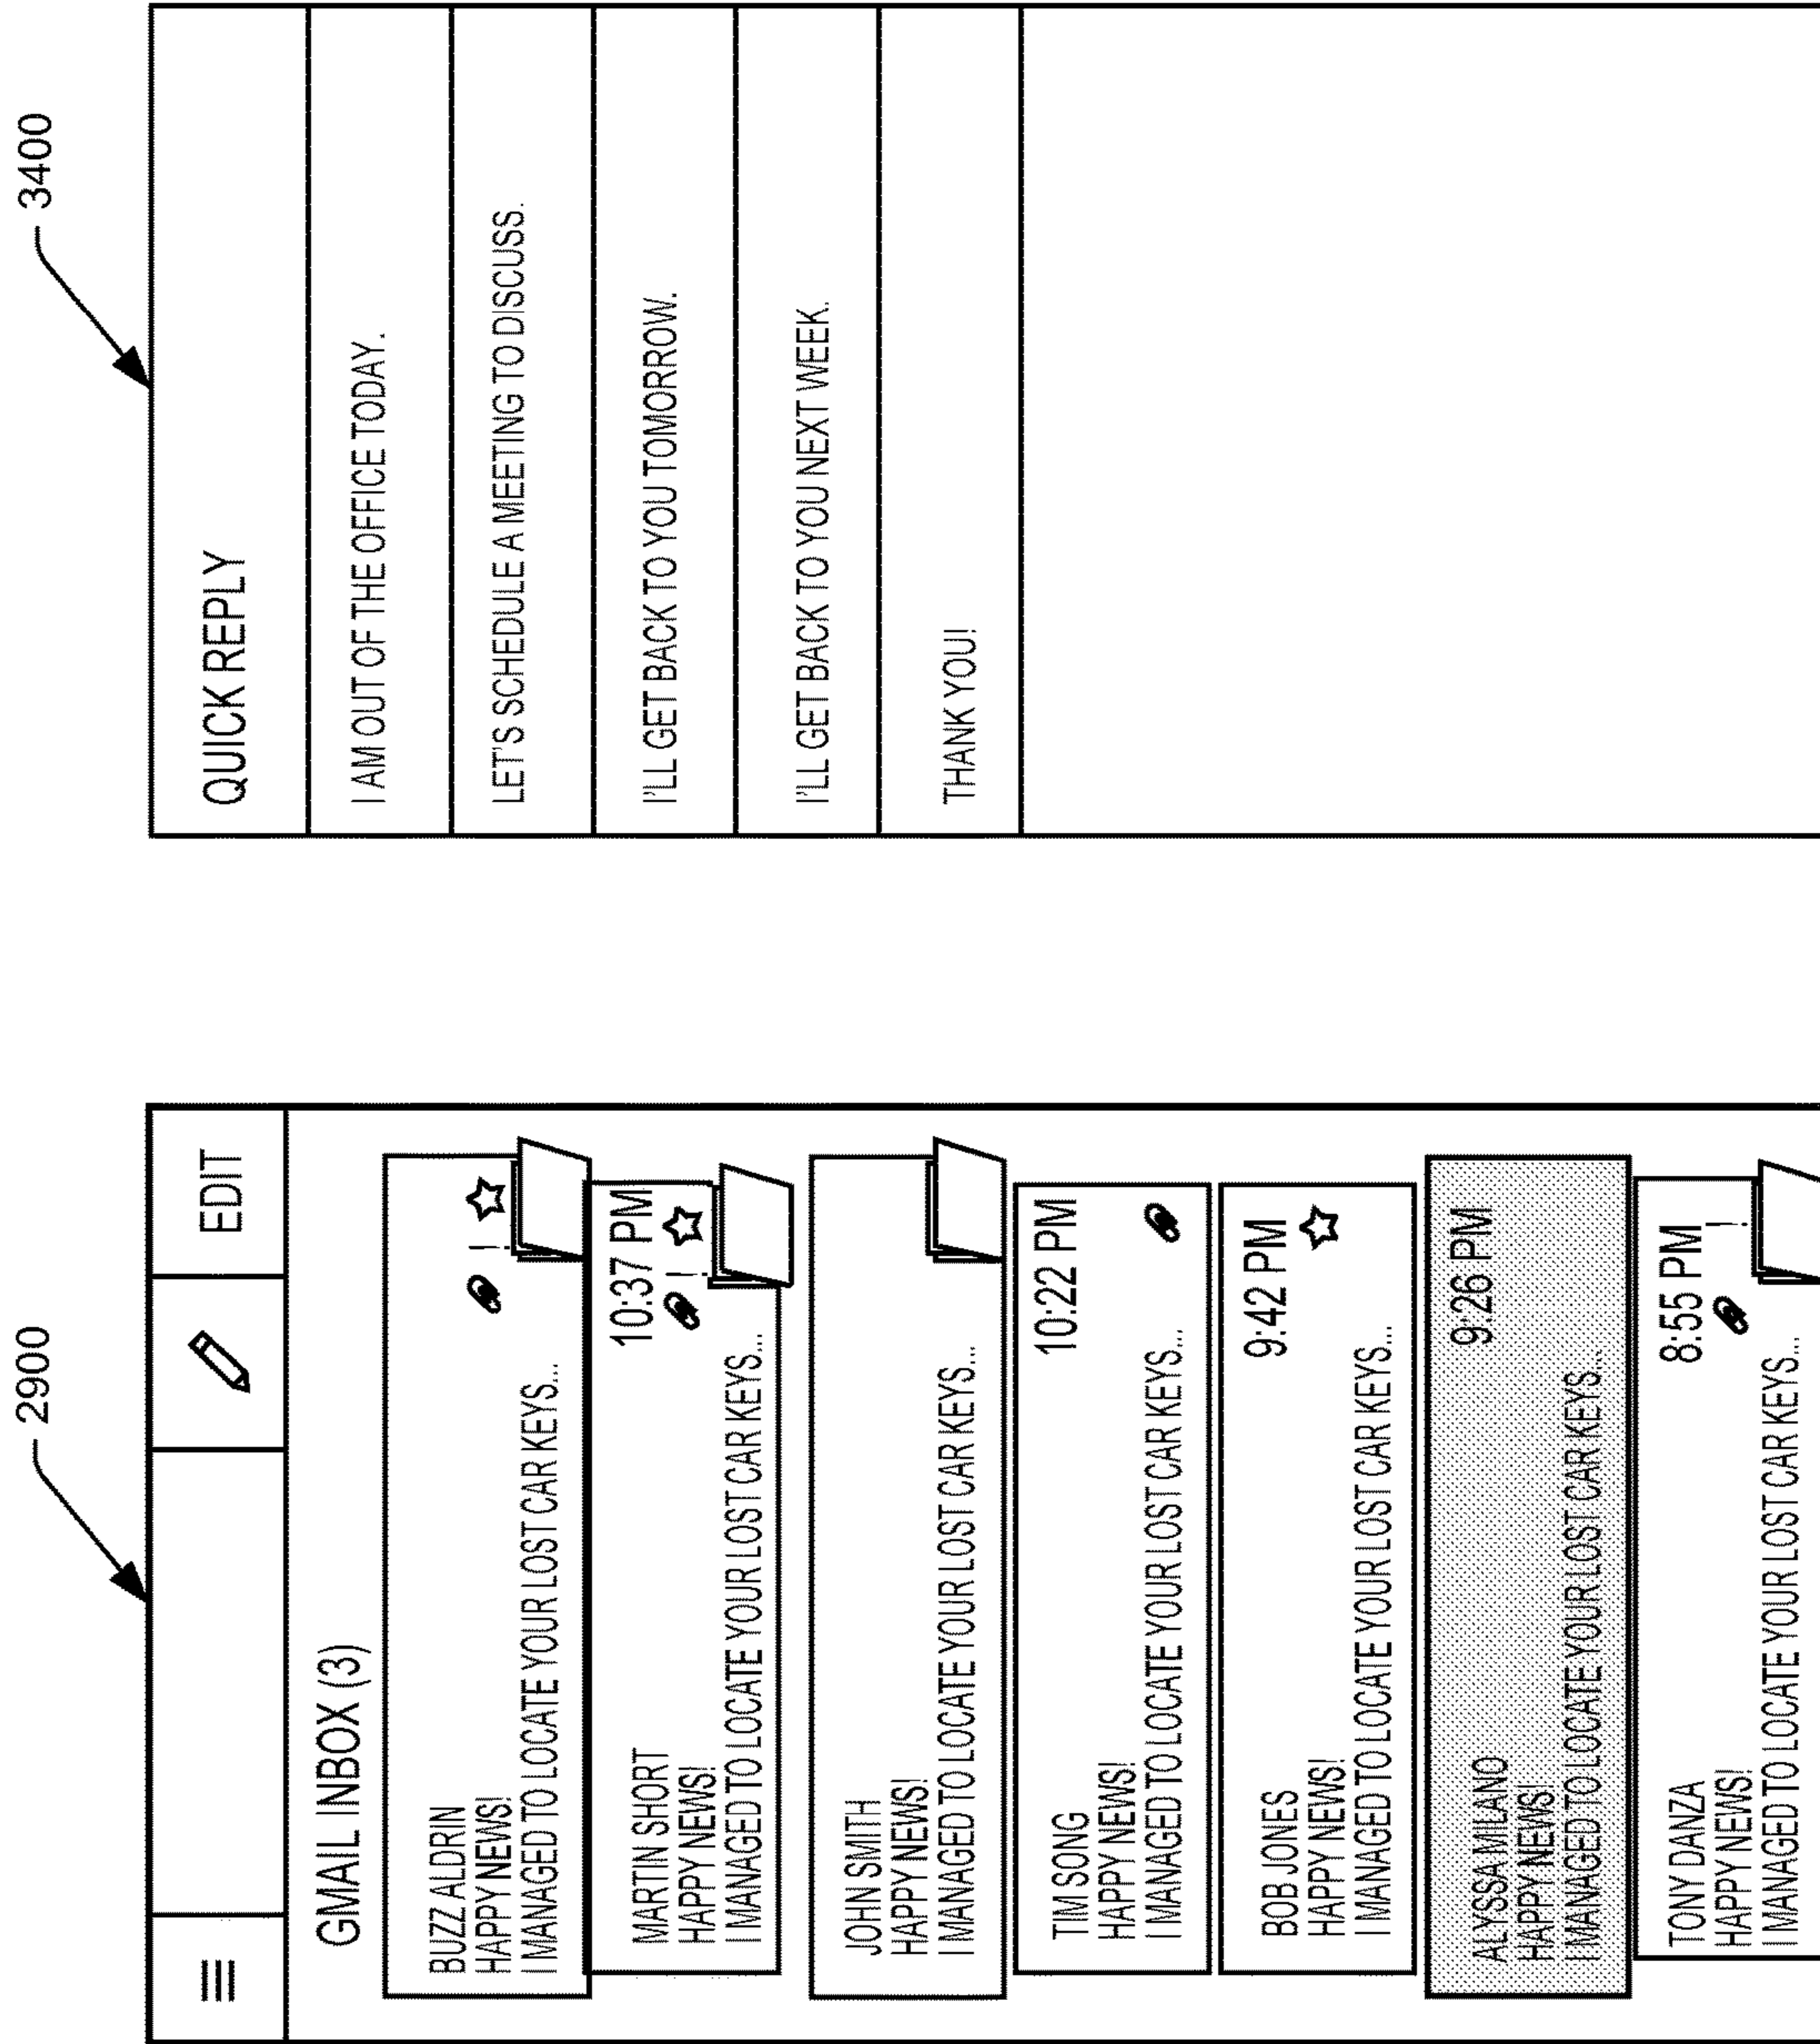 2900
EDIT
GMAIL INBOX (3)
BUZZ ALDRIN
HAPPY NEWS!
I MANAGED TO LOCATE YOUR LOST CAR KEYS...
!
10:37 PM
MARTIN SHORT
HAPPY NEWS!
I MANAGED TO LOCATE YOUR LOST CAR KEYS...
!
JOHN SMITH
HAPPY NEWS!
I MANAGED TO LOCATE YOUR LOST CAR KEYS...
10:22 PM
TIM SONG
HAPPY NEWS!
I MANAGED TO LOCATE YOUR LOST CAR KEYS...
9:42 PM
BOB JONES
HAPPY NEWS!
I MANAGED TO LOCATE YOUR LOST CAR KEYS...
9:26 PM
ALYSSA MILANO
HAPPY NEWS!
I MANAGED TO LOCATE YOUR LOST CAR KEYS...
8:55 PM
TONY DANZA
HAPPY NEWS!
I MANAGED TO LOCATE YOUR LOST CAR KEYS...
!
3400
QUICK REPLY
I AM OUT OF THE OFFICE TODAY.
LET'S SCHEDULE A MEETING TO DISCUSS.
I'LL GET BACK TO YOU TOMORROW.
I'LL GET BACK TO YOU NEXT WEEK.
THANK YOU!